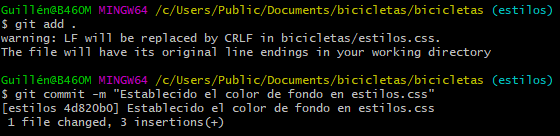 Guillén@B46OM MINGW64 /c/Users/Public/Documents/bicicletas/bicicletas (estilos)
$ git add .
warning: LF will be replaced by CRLF in bicicletas/estilos.css.
The file will have its original line endings in your working directory
Guillén@B46OM MINGW64 /c/Users/Public/Documents/bicicletas/bicicletas (estilos)
$ git commit -m "Establecido el color de fondo en estilos.css"
[estilos 4d820b0] Establecido el color de fondo en estilos.css
1 file changed, 3 insertions(+)